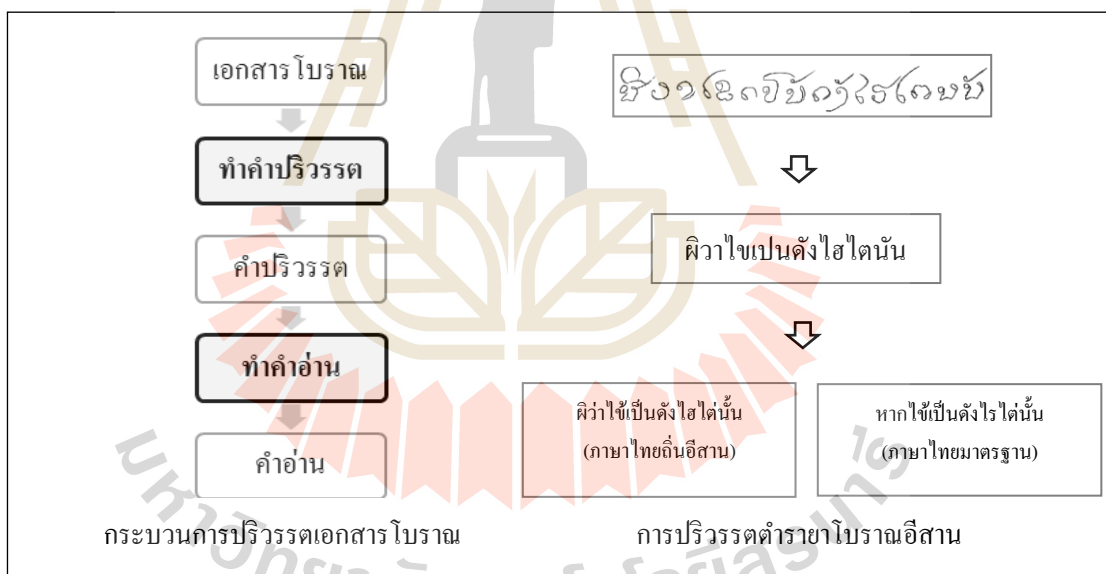 เอกสารโบราณ
ทำคำปริวรรต
คำปริวรรต
ทำคำอ่าน
คำอ่าน
กระบวนการปริวรรตเอกสารโบราณ
ผิวาไขเปนดังไฮไตนัน
ผิว่าไข้เป็นดังไฮไต่นั้น
(ภาษาไทยถิ่นอีสาน)
หากไข้เป็นดังไรไต่นั้น
(ภาษาไทยมาตรฐาน)
การปริวรรตตำรายาโบราณอีสาน